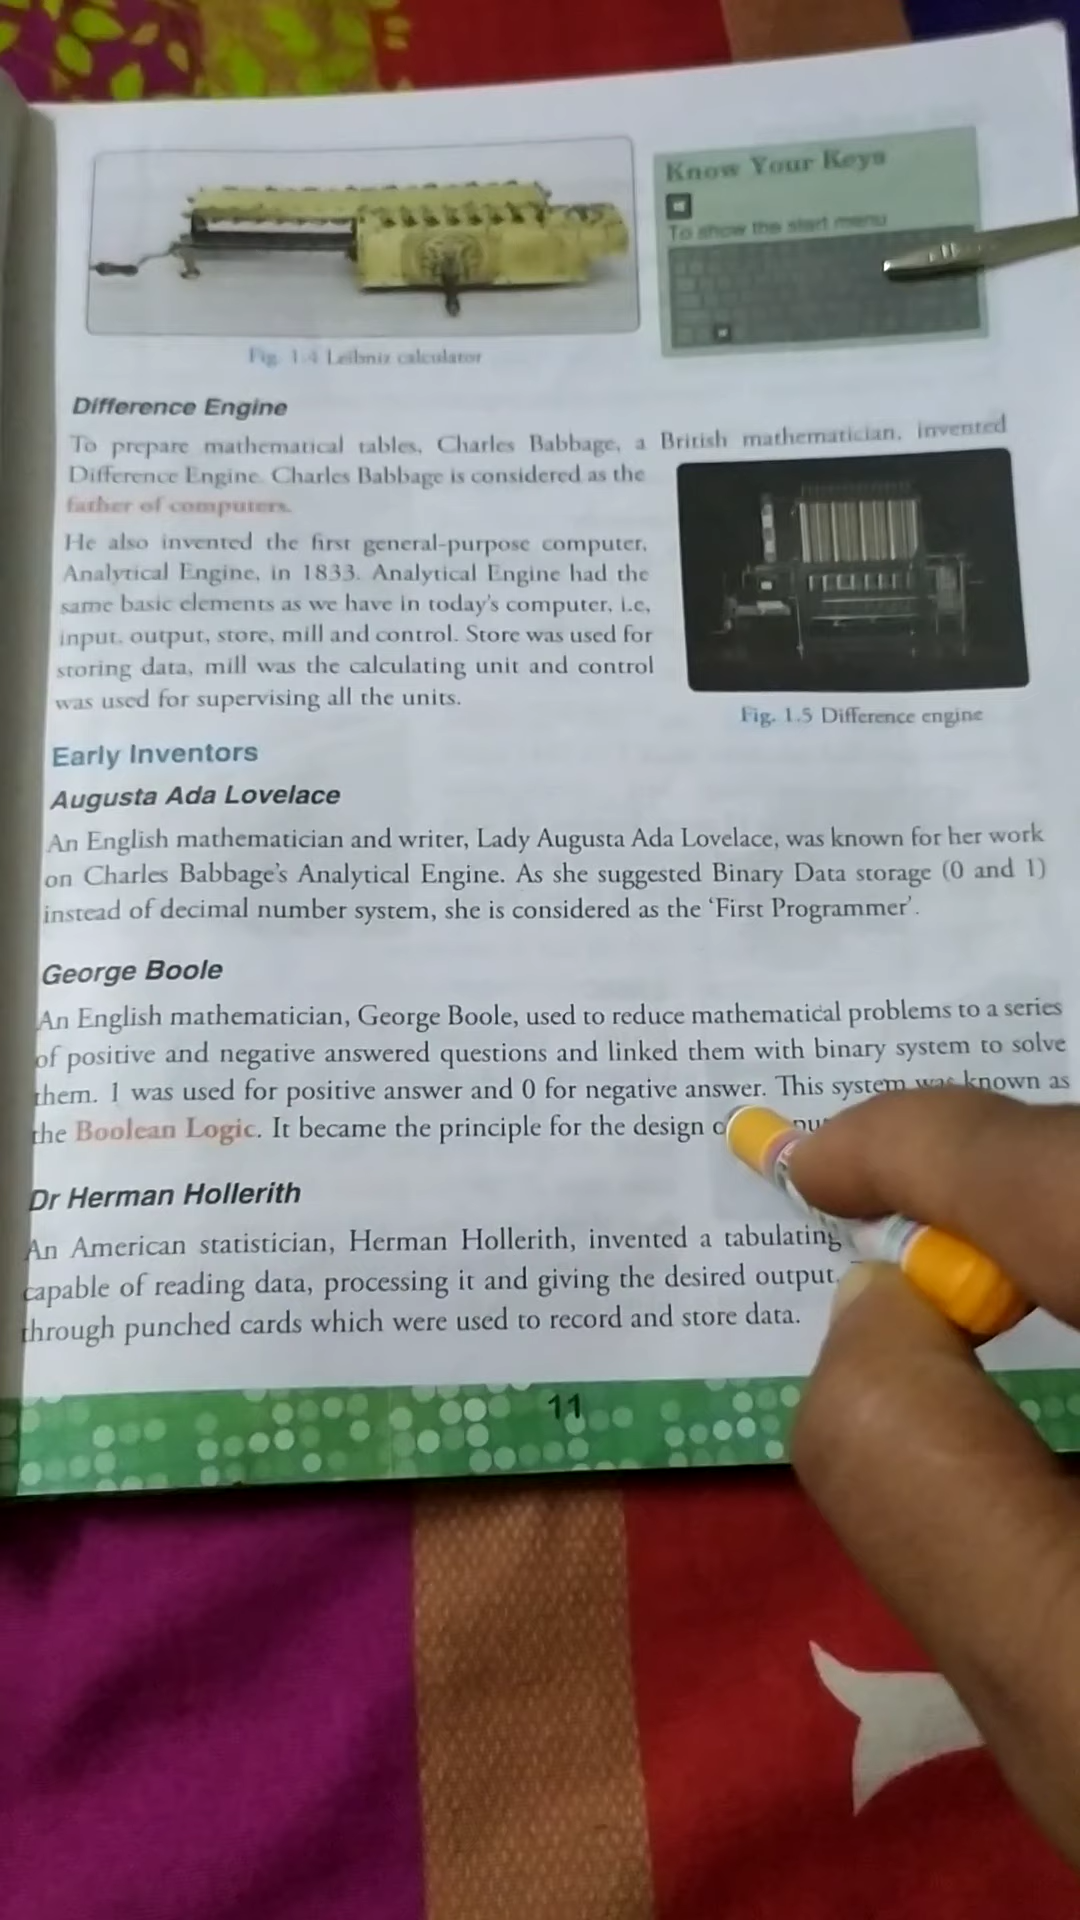 Know Your Keys
To show the start menu
Fig. 1.4 Leibniz calculator
Difference Engine
To prepare mathematical tables, Charles Babbage, a British mathematician, invented
Difference Engine. Charles Babbage is considered as the
father of computers.
He also invented the first general-purpose computer,
Analytical Engine, in 1833. Analytical Engine had the
same basic elements as we have in today's computer, i.e,
input, output, store, mill and control. Store was used for
storing data, mill was the calculating unit and control
was used for supervising all the units.
Fig. 1.5 Difference engine
Early Inventors
Augusta Ada Lovelace
An English mathematician and writer, Lady Augusta Ada Lovelace, was known for her work
on Charles Babbage's Analytical Engine. As she suggested Binary Data storage (0 and 1)
instead of decimal number system, she is considered as the 'First Programmer'.
George Boole
An English mathematician, George Boole, used to reduce mathematical problems to a series
of positive and negative answered questions and linked them with binary system to solve
them. 1 was used for positive answer and 0 for negative answer. This system was known as
the Boolean Logic. It became the principle for the design
Dr Herman Hollerith
An American statistician, Herman Hollerith, invented a tabulating
capable of reading data, processing it and giving the desired output.
through punched cards which were used to record and store data.
11